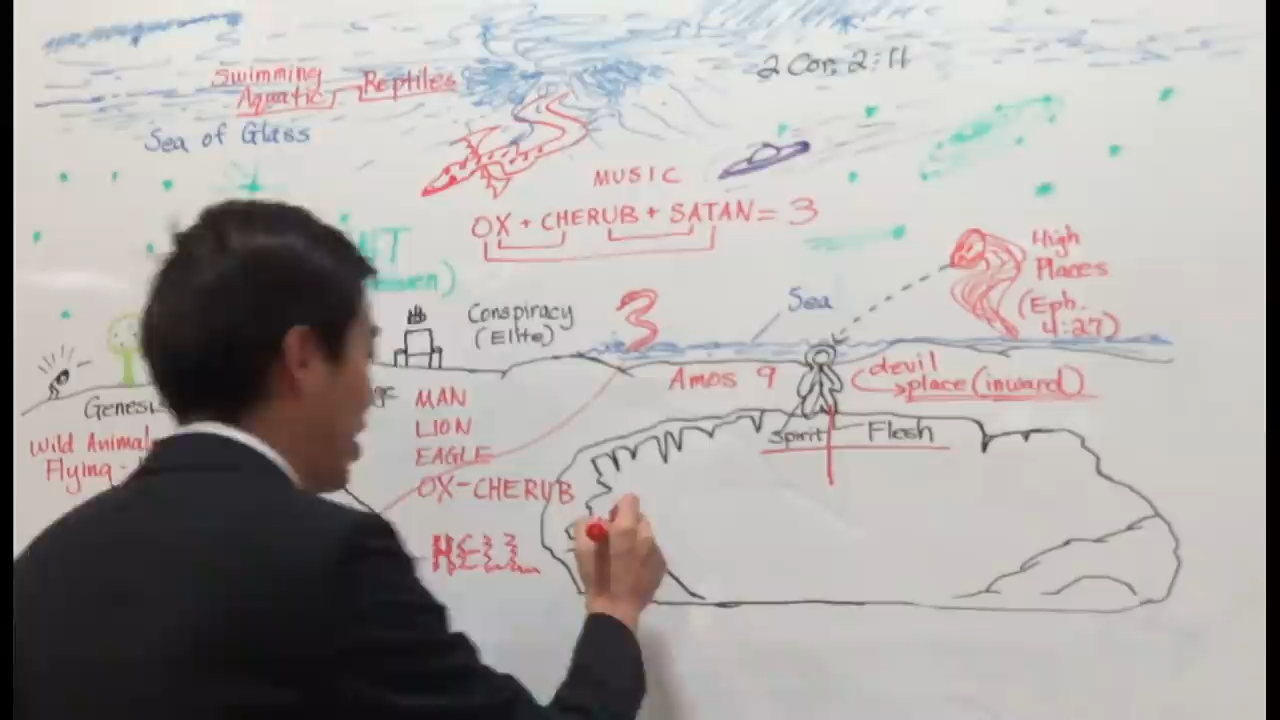 2 Cor. 2:11
Swimming
Aquatic, Reptiles
Sea of Glass
MUSIC
OX + CHERUB + SATAN = 3
High
Places
(Eph.
4:27)
Conspiracy
(Elite)
3
Sea
Amos 9
devil
place (inward)
MAN
LION
EAGLE
OX-CHERUB
HELL
Spirit
Flesh
Wild Animal
Flying -